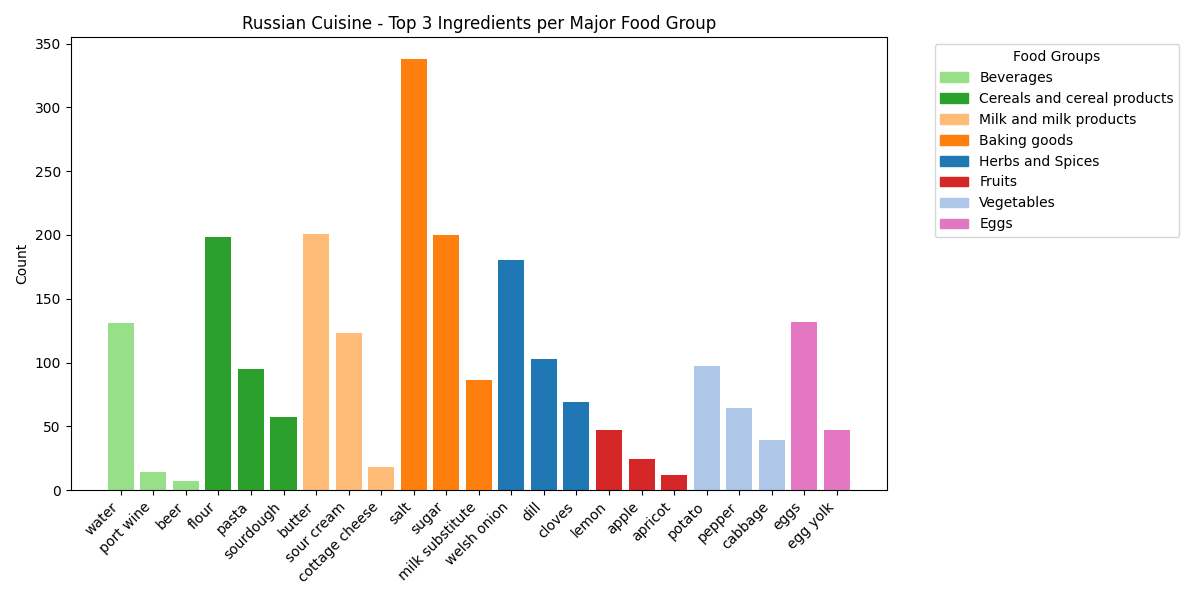 Russian Cuisine - Top 3 Ingredients per Major Food Group
Count
350
300
250
200
150
100
50
0
water
port wine
beer
flour
pasta
sourdough
butter
sour cream
cottage cheese
salt
sugar
milk substitute
welsh onion
dill
cloves
lemon
apple
apricot
potato
pepper
cabbage
eggs
egg yolk
Food Groups
Beverages
Cereals and cereal products
Milk and milk products
Baking goods
Herbs and Spices
Fruits
Vegetables
Eggs